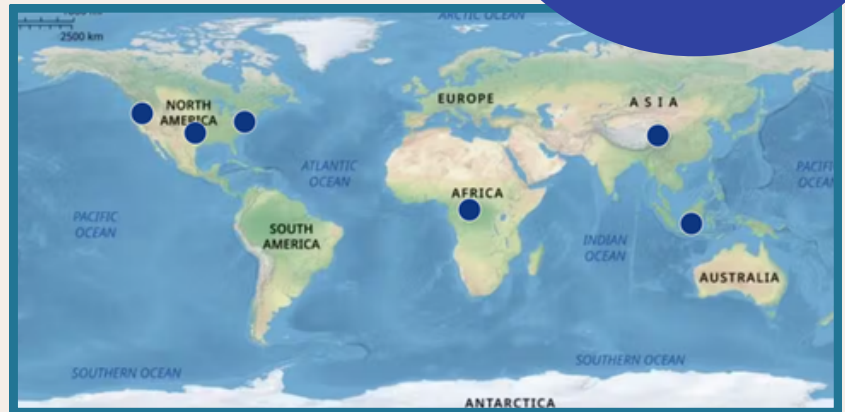 ARCTIC OCEAN
2500 km
NORTH
AMERICA
EUROPE
ASIA
ATLANTIC
OCEAN
AFRICA
PACIFIC
OCEAN
SOUTH
AMERICA
INDIAN
OCEAN
AUSTRALIA
SOUTHERN OCEAN
SOUTHERN OCEAN
ANTARCTICA